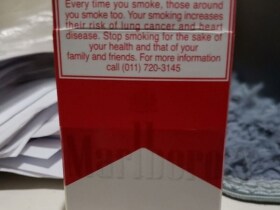 Every time you smoke, those around
you smoke too. Your smoking increases
their risk of lung cancer and heart
disease. Stop smoking for the sake of
your health and that of your
family and friends. For more information
call (011) 720-3145
Marlboro